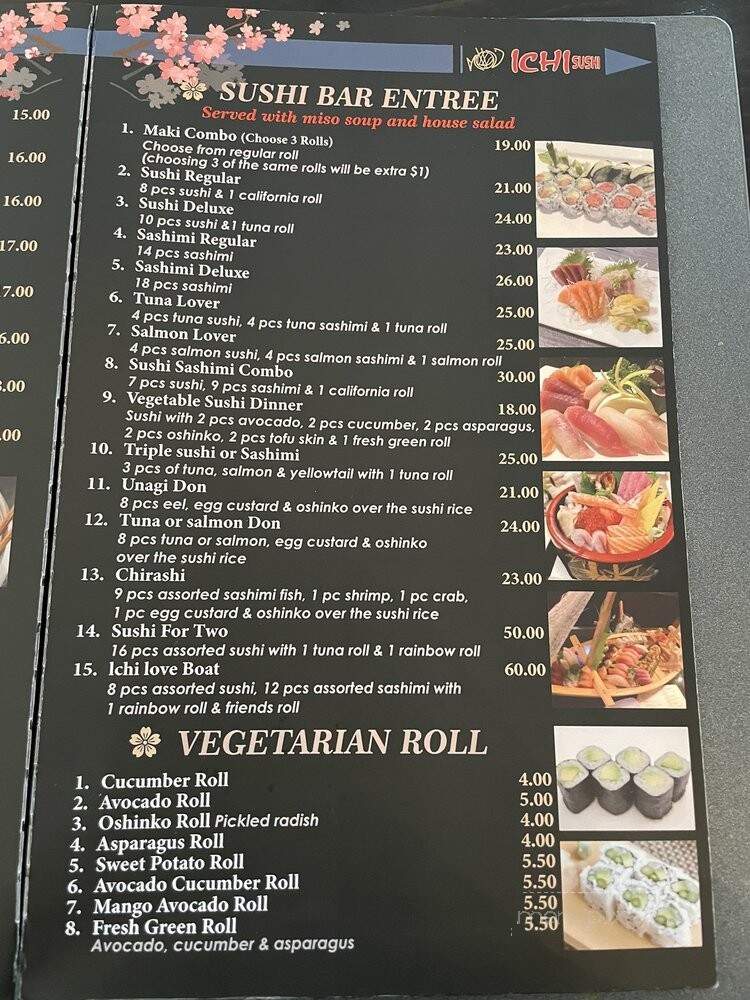 ICHI SUSHI
SUSHI BAR ENTREE
Served with miso soup and house salad
1. Maki Combo (Choose 3 Rolls) 19.00
Choose from regular roll
(choosing 3 of the same rolls will be extra $1)
2. Sushi Regular 21.00
8 pcs sushi & 1 california roll
3. Sushi Deluxe 24.00
10 pcs sushi &1 tuna roll
4. Sashimi Regular 23.00
14 pcs sashimi
5. Sashimi Deluxe 26.00
18 pcs sashimi
6. Tuna Lover 25.00
4 pcs tuna sushi, 4 pcs tuna sashimi & 1 tuna roll
7. Salmon Lover 25.00
4 pcs salmon sushi, 4 pcs salmon sashimi & 1 salmon roll
8. Sushi Sashimi Combo 30.00
7 pcs sushi, 9 pcs sashimi & 1 california roll
9. Vegetable Sushi Dinner 18.00
Sushi with 2 pcs avocado, 2 pcs cucumber, 2 pcs asparagus,
2 pcs oshinko, 2 pcs tofu skin & 1 fresh green roll
10. Triple sushi or Sashimi 25.00
3 pcs of tuna, salmon & yellowtail with 1 tuna roll
11. Unagi Don 21.00
8 pcs eel, egg custard & oshinko over the sushi rice
12. Tuna or salmon Don 24.00
8 pcs tuna or salmon, egg custard & oshinko
over the sushi rice
13. Chirashi 23.00
9 pcs assorted sashimi fish, 1 pc shrimp, 1 pc crab,
1 pc egg custard & oshinko over the sushi rice
14. Sushi For Two 50.00
16 pcs assorted sushi with 1 tuna roll & 1 rainbow roll
15. lchi love Boat 60.00
8 pcs assorted sushi, 12 pcs assorted sashimi with
1 rainbow roll & friends roll
VEGETARIAN ROLL
1. Cucumber Roll 4.00
2. Avocado Roll 5.00
3. Oshinko Roll Pickled radish 4.00
4. Asparagus Roll 4.00
5. Sweet Potato Roll 5.50
6. Avocado Cucumber Roll 5.50
7. Mango Avocado Roll 5.50
8. Fresh Green Roll 5.50
Avocado, cucumber & asparagus
15.00
16.00
16.00
17.00